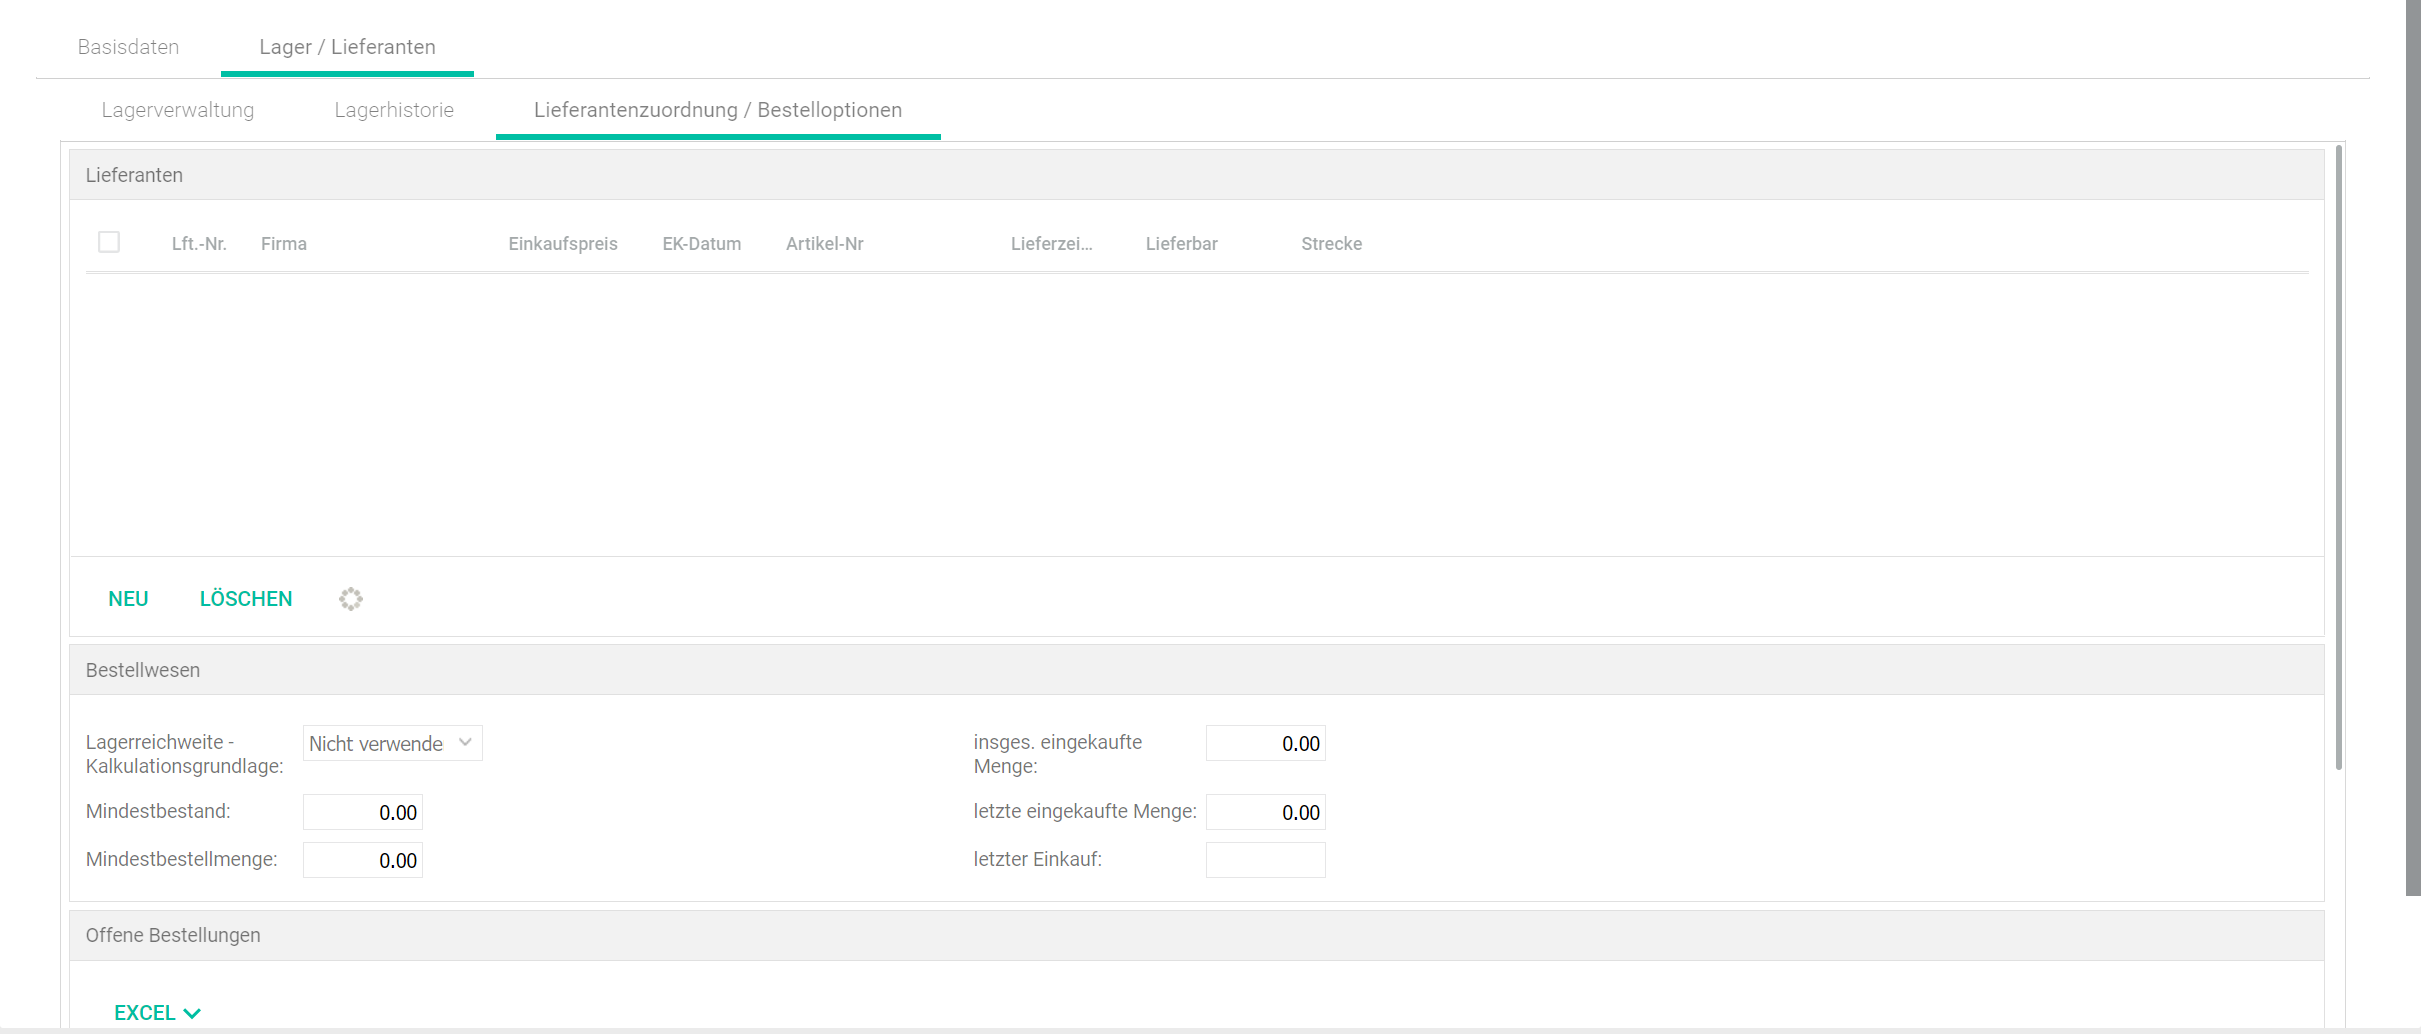 Basisdaten Lager / Lieferanten
Lagerverwaltung Lagerhistorie Lieferantenzuordnung / Bestelloptionen
Lieferanten
Lft.-Nr. Firma Einkaufspreis EK-Datum Artikel-Nr Lieferzei... Lieferbar Strecke
NEU LÖSCHEN
Bestellwesen
Lagerreichweite -
Kalkulationsgrundlage:
Nicht verwende
insges. eingekaufte
Menge:
0.00
Mindestbestand: 0.00 letzte eingekaufte Menge: 0.00
Mindestbestellmenge: 0.00 letzter Einkauf:
Offene Bestellungen
EXCEL